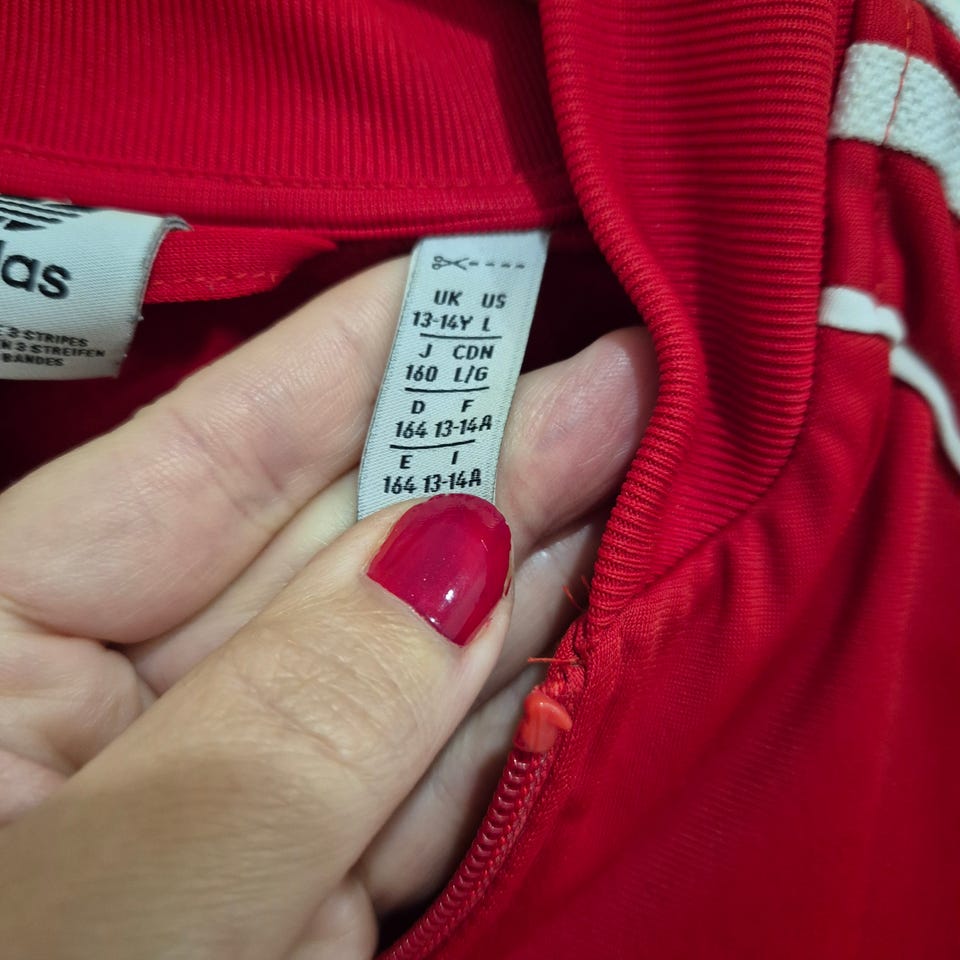 das
3 STRIPES
3 STREIFEN
BANDES
UK US
13-14Y L
J CDN
160 L/G
D F
164 13-14A
E I
164 13-14A